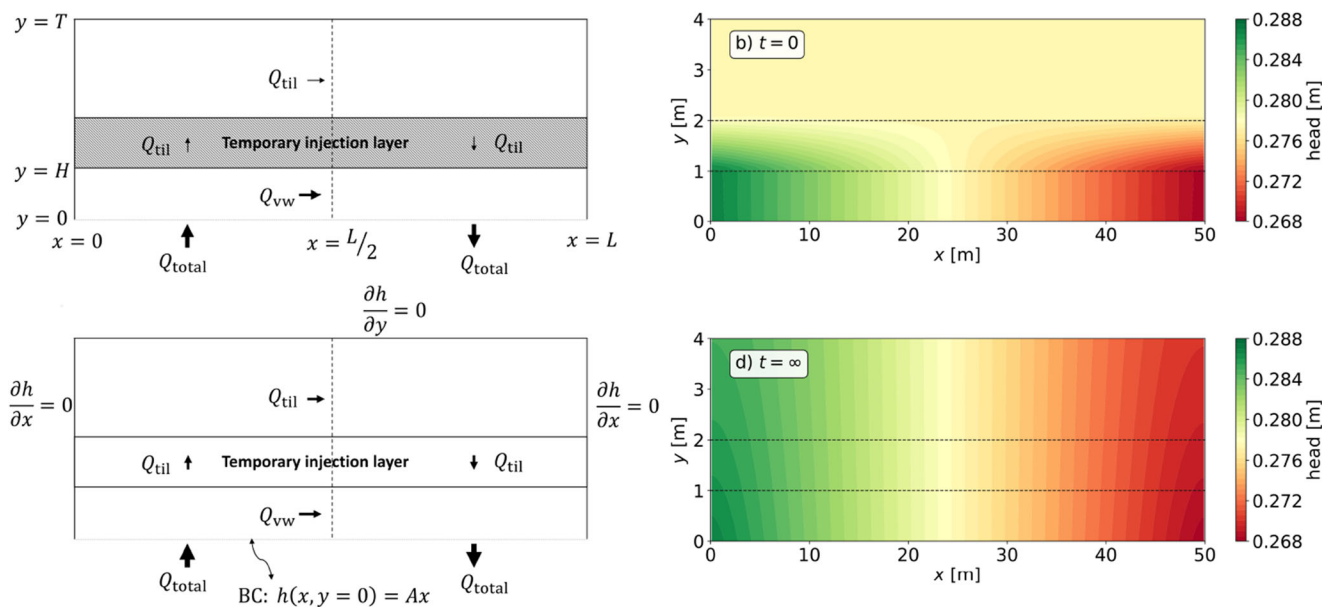 y = T
Q_til →
Q_til ↑ Temporary injection layer ↓ Q_til
y = H
Q_vw →
y = 0
x = 0 x = L/2 x = L
Q_total Q_total
∂h/∂y = 0
∂h/∂x = 0 ∂h/∂x = 0
Q_til →
Q_til ↑ Temporary injection layer ↓ Q_til
Q_vw →
Q_total Q_total
BC: h(x, y = 0) = Ax
b) t = 0
y [m]
4
3
2
1
0
0 10 20 30 40 50
x [m]
0.288
0.284
0.280
0.276
0.272
0.268
head [m]
d) t = ∞
y [m]
4
3
2
1
0
0 10 20 30 40 50
x [m]
0.288
0.284
0.280
0.276
0.272
0.268
head [m]